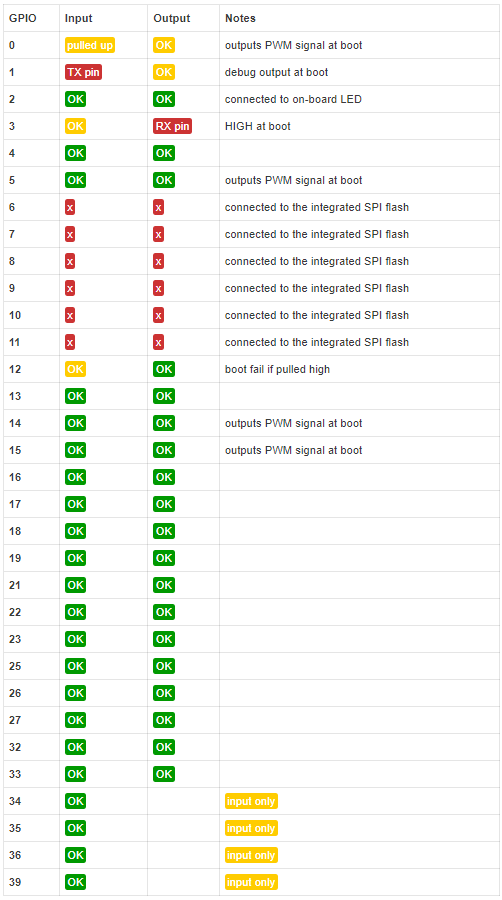 GPIO Input Output Notes
0 pulled up OK outputs PWM signal at boot
1 TX pin OK debug output at boot
2 OK OK connected to on-board LED
3 OK RX pin HIGH at boot
4 OK OK
5 OK OK outputs PWM signal at boot
6 x x connected to the integrated SPI flash
7 x x connected to the integrated SPI flash
8 x x connected to the integrated SPI flash
9 x x connected to the integrated SPI flash
10 x x connected to the integrated SPI flash
11 x x connected to the integrated SPI flash
12 OK OK boot fail if pulled high
13 OK OK
14 OK OK outputs PWM signal at boot
15 OK OK outputs PWM signal at boot
16 OK OK
17 OK OK
18 OK OK
19 OK OK
21 OK OK
22 OK OK
23 OK OK
25 OK OK
26 OK OK
27 OK OK
32 OK OK
33 OK OK
34 OK input only
35 OK input only
36 OK input only
39 OK input only